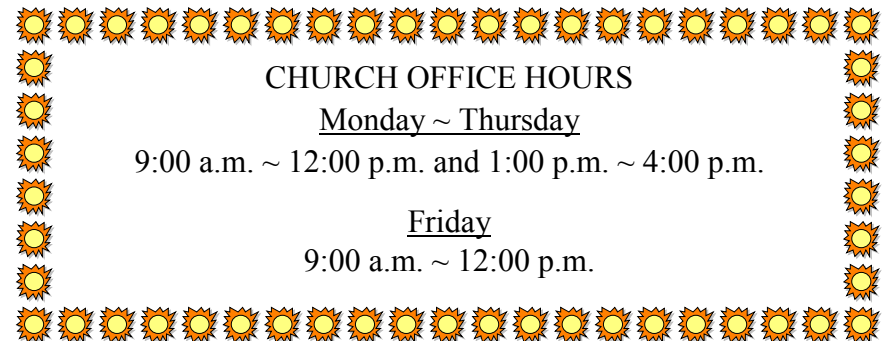 CHURCH OFFICE HOURS
Monday ~ Thursday
9:00 a.m. ~ 12:00 p.m. and 1:00 p.m. ~ 4:00 p.m.
Friday
9:00 a.m. ~ 12:00 p.m.